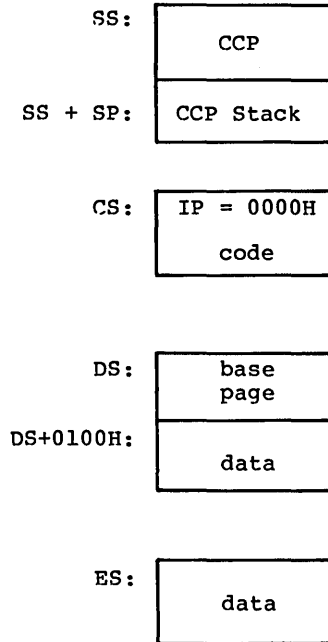 SS:
CCP
SS + SP: CCP Stack
CS: IP = 0000H
code
DS: base
page
DS+0100H:
data
ES:
data